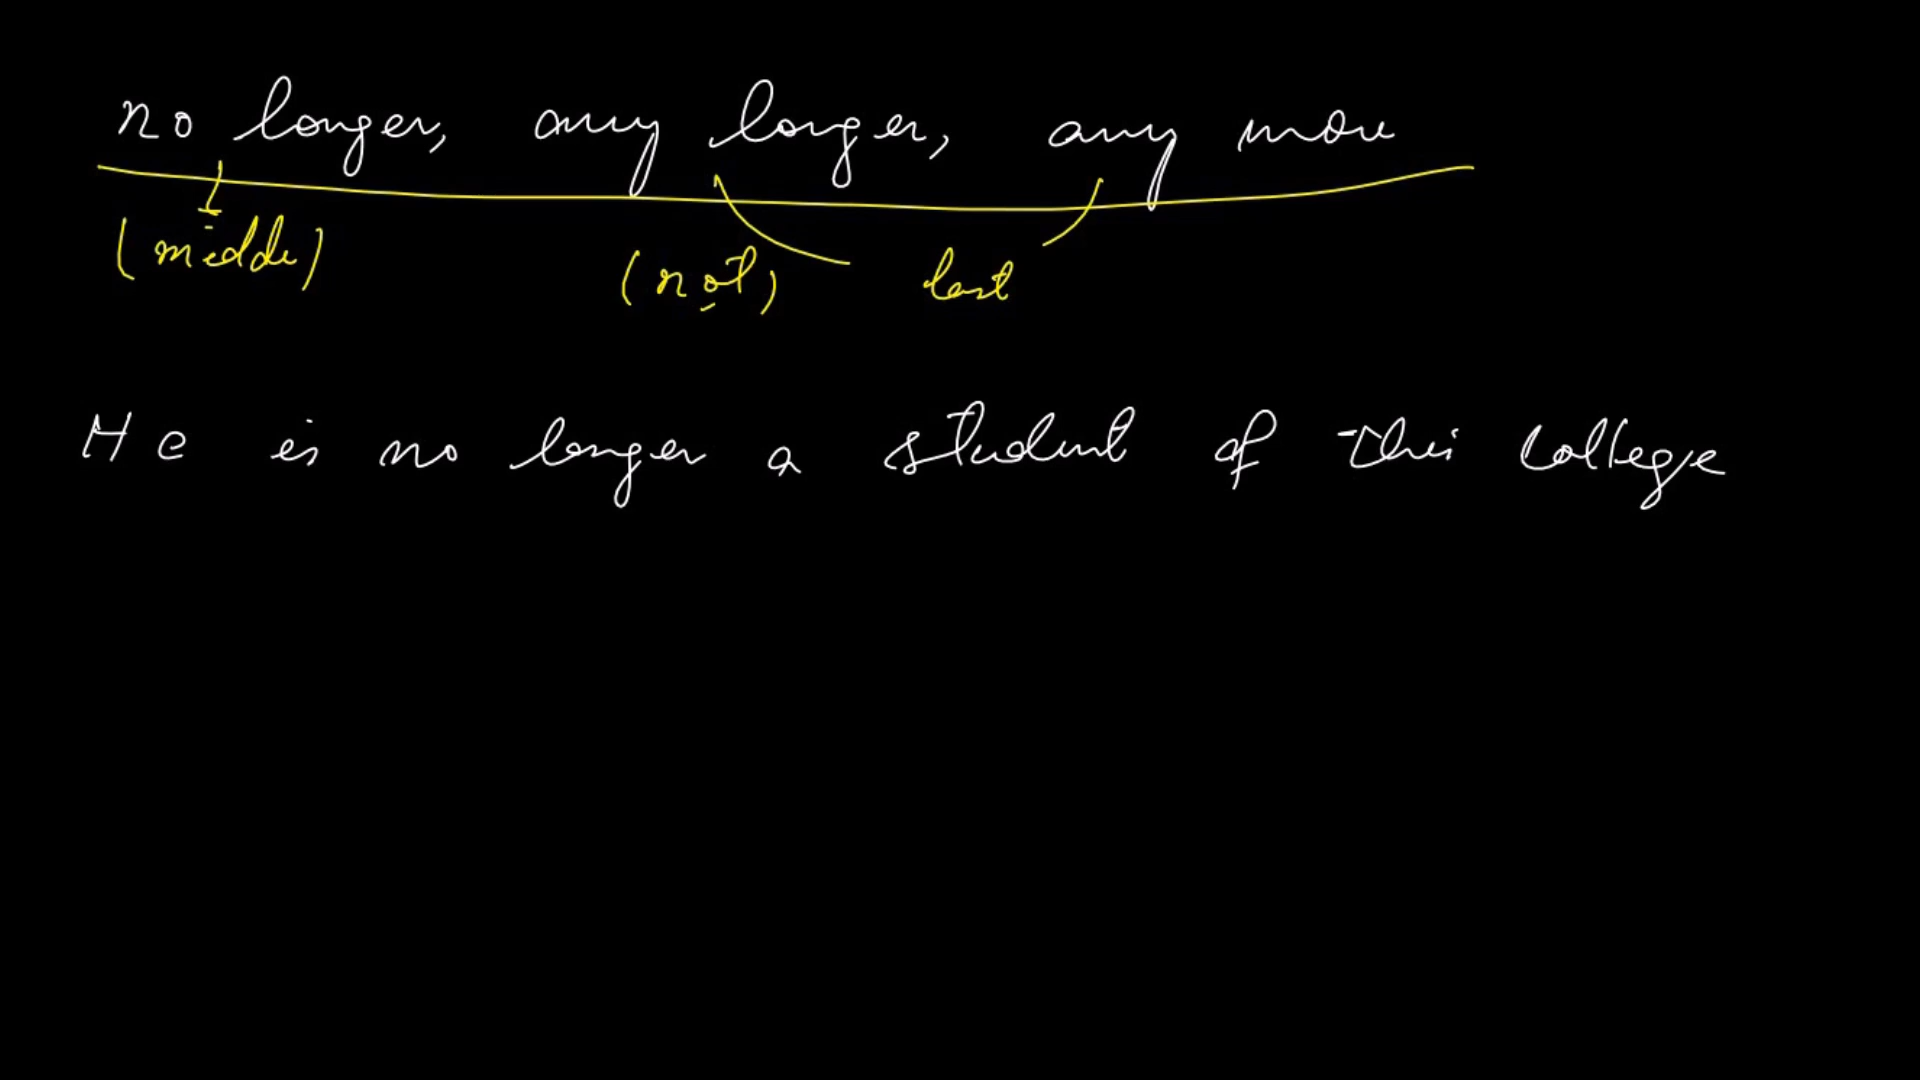 no longer, any longer, any more
(middle)
(not) last
He is no longer a student of this college